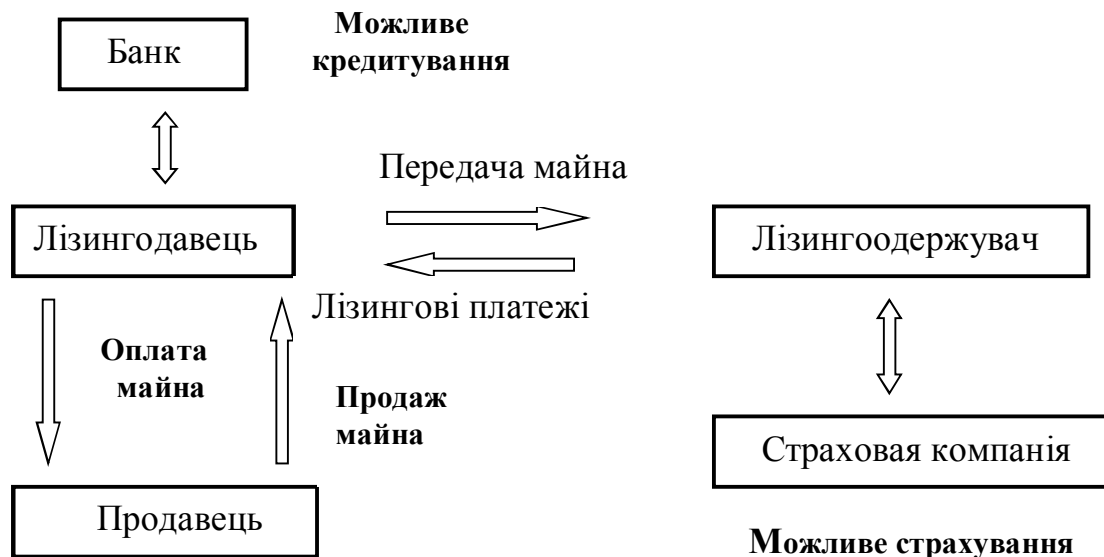 Банк
Можливе
кредитування
Передача майна
Лізингодавець
Лізингоодержувач
Лізингові платежі
Оплата
майна
Продаж
майна
Страховая компанія
Продавець
Можливе страхування